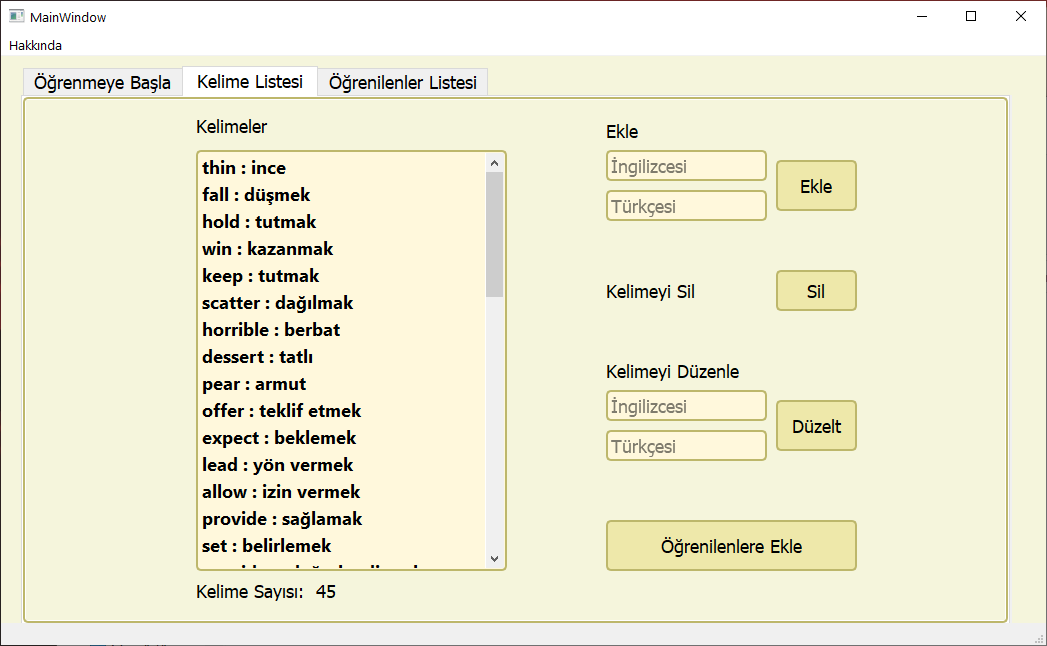 MainWindow
Hakkında
Öğrenmeye Başla
Kelime Listesi
Öğrenilenler Listesi
Kelimeler
thin : ince
fall : düşmek
hold : tutmak
win : kazanmak
keep : tutmak
scatter : dağılmak
horrible : berbat
dessert : tatlı
pear : armut
offer : teklif etmek
expect : beklemek
lead : yön vermek
allow : izin vermek
provide : sağlamak
set : belirlemek
Kelime Sayısı: 45
Ekle
İngilizcesi
Türkçesi
Ekle
Kelimeyi Sil
Sil
Kelimeyi Düzenle
İngilizcesi
Türkçesi
Düzelt
Öğrenilenlere Ekle